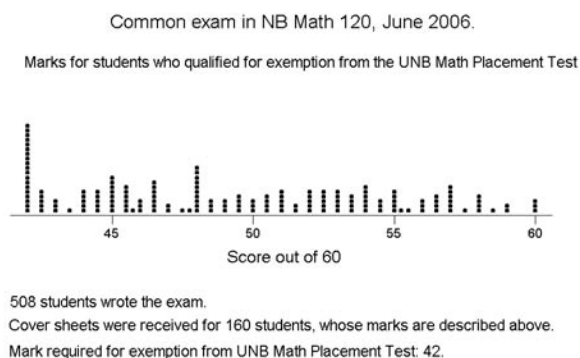 Common exam in NB Math 120, June 2006.
Marks for students who qualified for exemption from the UNB Math Placement Test
45 50 55 60
Score out of 60
508 students wrote the exam.
Cover sheets were received for 160 students, whose marks are described above.
Mark required for exemption from UNB Math Placement Test: 42.